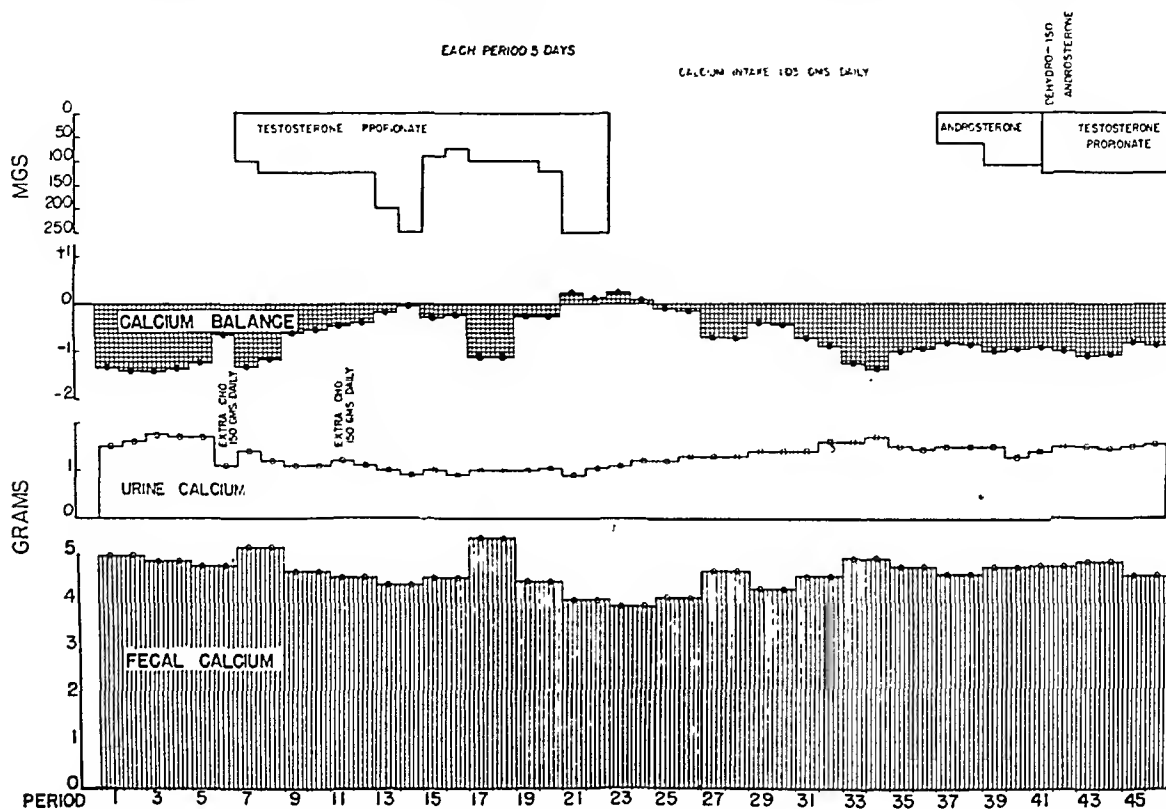 EACH PERIOD 5 DAYS
CALCIUM INTAKE 1.05 GMS DAILY
DEHYDRO-ISO
ANDROSTERONE
MGS
0
50
100
150
200
250
TESTOSTERONE PROPIONATE
ANDROSTERONE
TESTOSTERONE
PROPIONATE
+1
0
-1
-2
CALCIUM BALANCE
EXTRA CHO
150 GMS DAILY
EXTRA CHO
150 GMS DAILY
GRAMS
1
0
URINE CALCIUM
5
4
3
2
1
0
FECAL CALCIUM
PERIOD 1 3 5 7 9 11 13 15 17 19 21 23 25 27 29 31 33 35 37 39 41 43 45